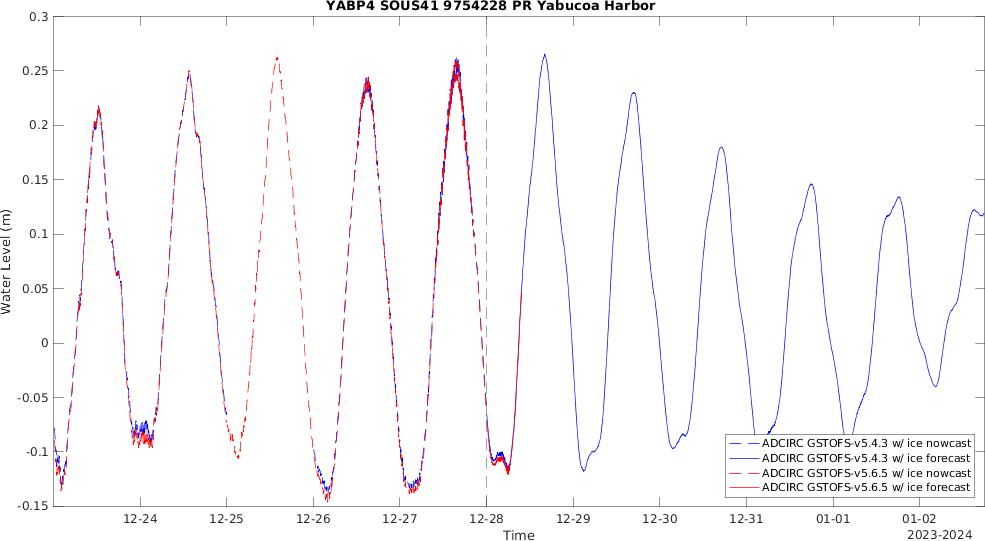 YABP4 SOUS41 9754228 PR Yabucoa Harbor
0.3
0.25
0.2
0.15
0.1
0.05
0
-0.05
-0.1
-0.15
Water Level (m)
12-24 12-25 12-26 12-27 12-28 12-29 12-30 12-31 01-01 01-02
Time
2023-2024
ADCIRC GSTOFS-v5.4.3 w/ ice nowcast
ADCIRC GSTOFS-v5.4.3 w/ ice forecast
ADCIRC GSTOFS-v5.6.5 w/ ice nowcast
ADCIRC GSTOFS-v5.6.5 w/ ice forecast